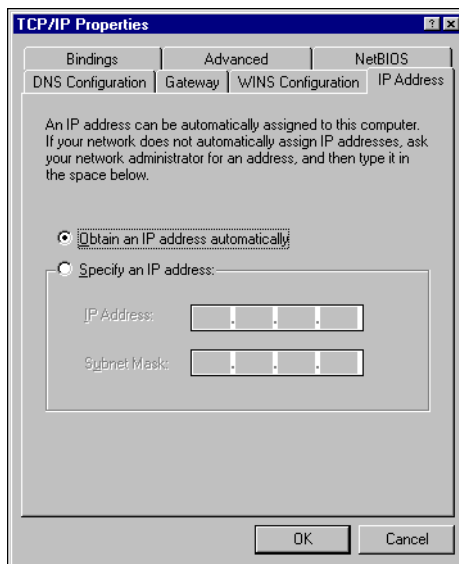 TCP/IP Properties
Bindings Advanced NetBIOS
DNS Configuration Gateway WINS Configuration IP Address
An IP address can be automatically assigned to this computer.
If your network does not automatically assign IP addresses, ask
your network administrator for an address, and then type it in
the space below.
Obtain an IP address automatically
Specify an IP address:
IP Address:
Subnet Mask:
OK Cancel